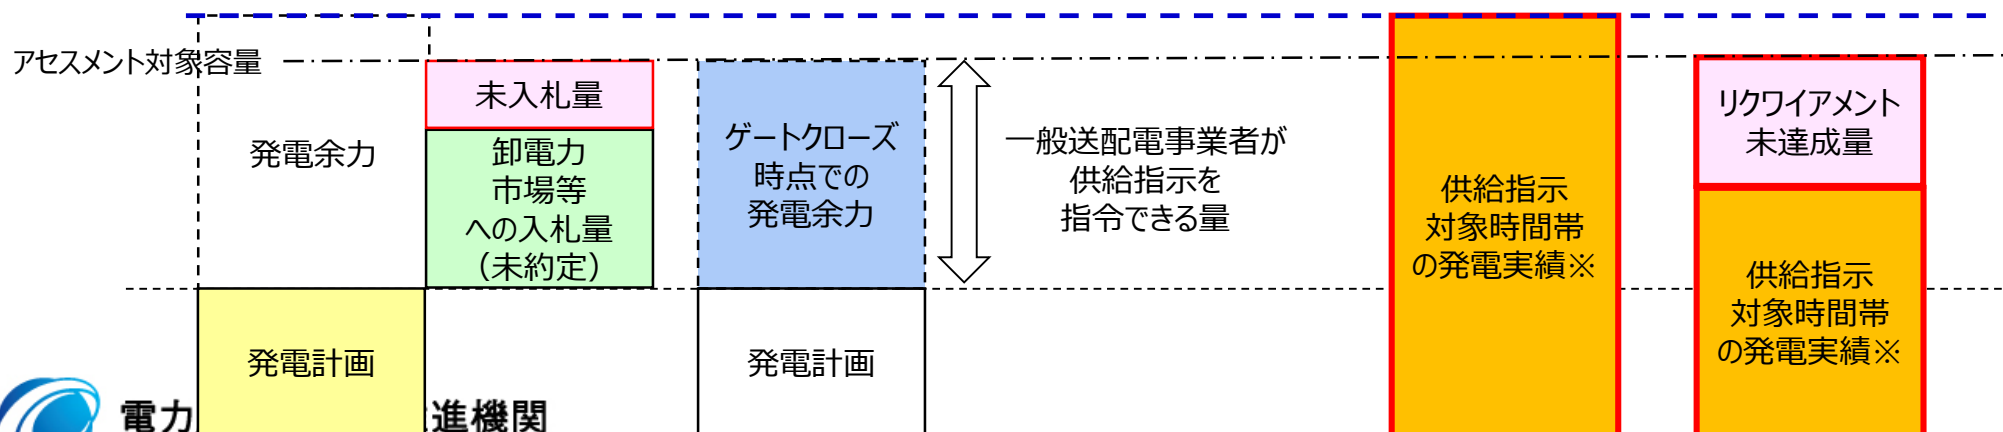 アセスメント対象容量
発電余力
発電計画
未入札量
卸電力
市場等
への入札量
（未約定）
ゲートクローズ
時点での
発電余力
発電計画
一般送配電事業者が
供給指示を
指令できる量
供給指示
対象時間帯
の発電実績※
リクワイアメント
未達成量
供給指示
対象時間帯
の発電実績※
電力
進機関